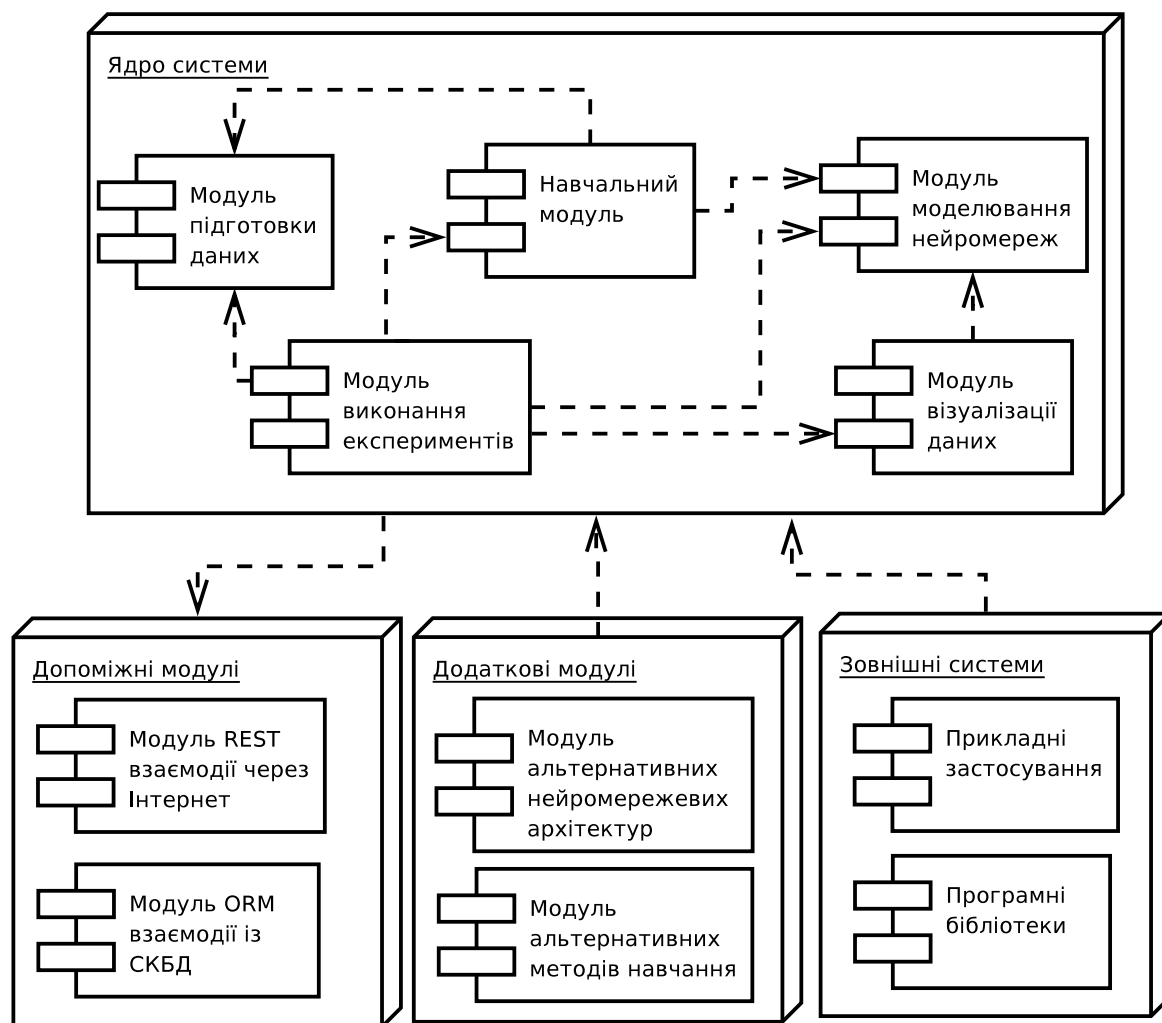 Ядро системи
Модуль
підготовки
даних
Навчальний
модуль
Модуль
моделювання
нейромереж
Модуль
виконання
експериментів
Модуль
візуалізації
даних
Допоміжні модулі
Модуль REST
взаємодії через
Інтернет
Модуль ORM
взаємодії із
СКБД
Додаткові модулі
Модуль
альтернативних
нейромережевих
архітектур
Модуль
альтернативних
методів навчання
Зовнішні системи
Прикладні
застосування
Програмні
бібліотеки